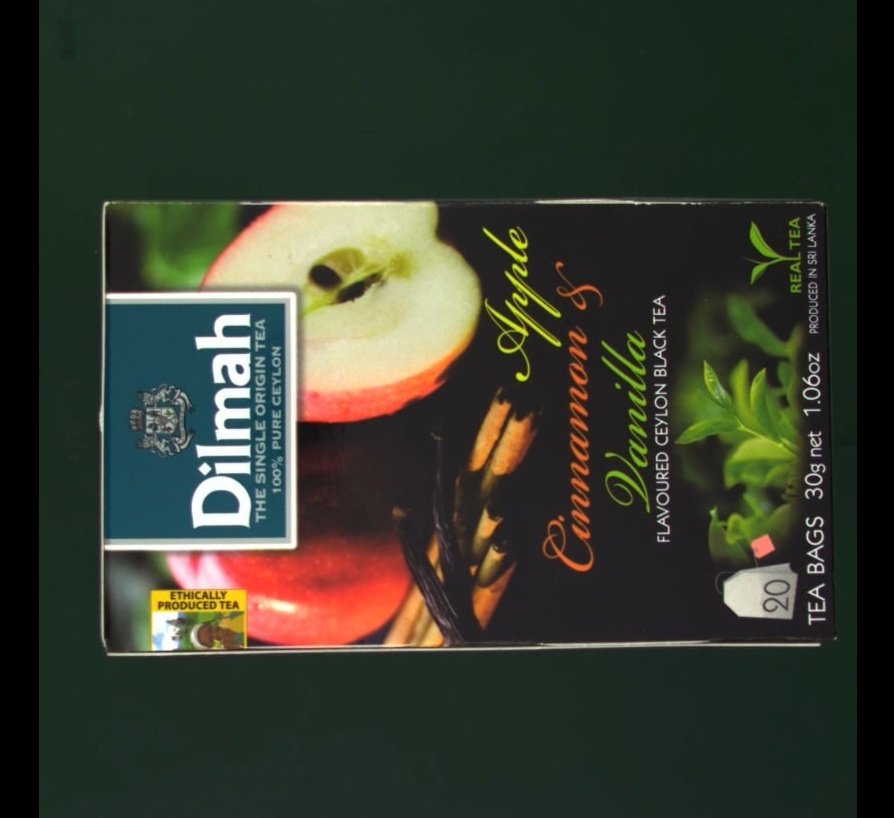 Dilmah
THE SINGLE ORIGIN TEA
100% PURE CEYLON
ETHICALLY
PRODUCED TEA
Apple
Cinnamon &
Vanilla
FLAVOURED CEYLON BLACK TEA
REAL TEA
PRODUCED IN SRI LANKA
20
TEA BAGS 30g net 1.06oz